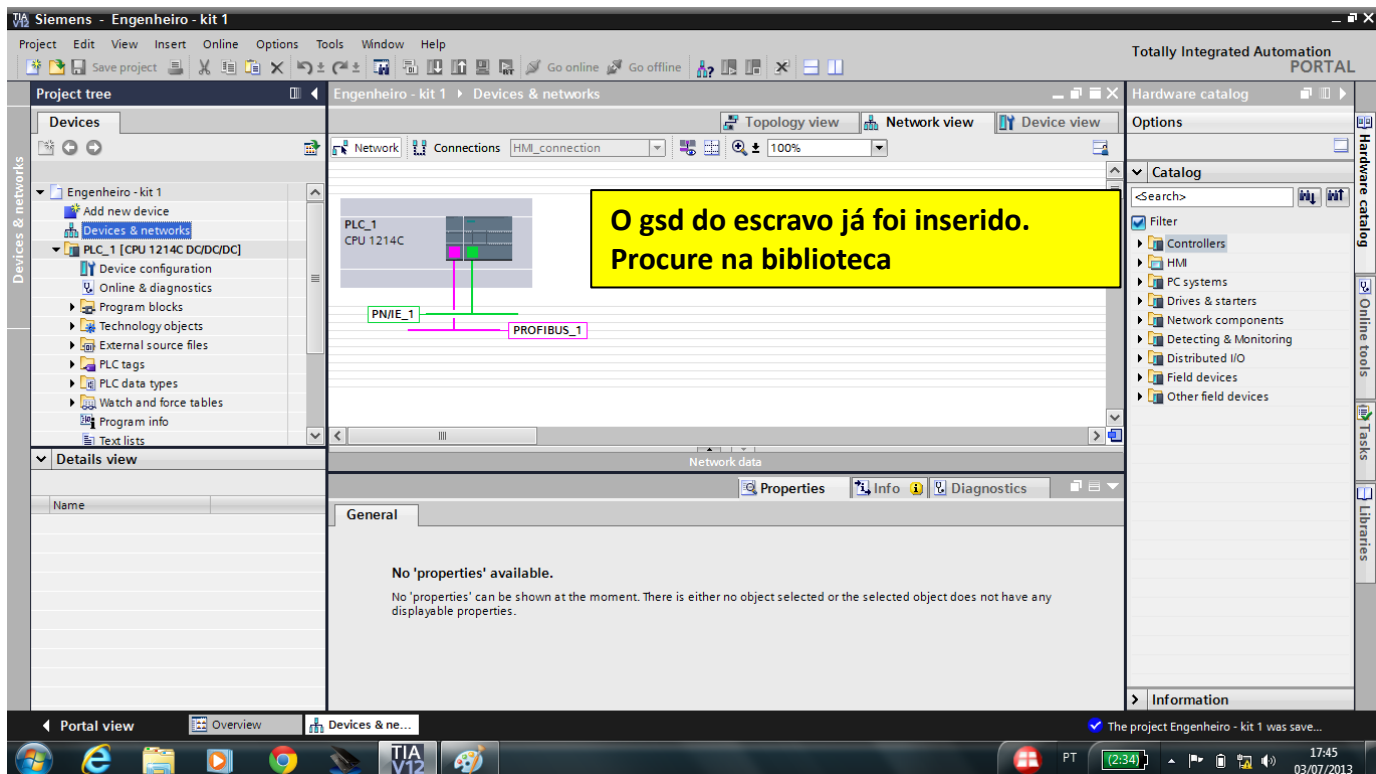 TIA V12 Siemens - Engenheiro - kit 1
Project Edit View Insert Online Options Tools Window Help
Save project
Go online
Go offline
Totally Integrated Automation
PORTAL
Project tree
Engenheiro - kit 1
Devices & networks
Hardware catalog
Devices
Topology view
Network view
Device view
Options
Network
Connections
HMI_connection
100%
Catalog
<Search>
Filter
Controllers
HMI
PC systems
Drives & starters
Network components
Detecting & Monitoring
Distributed I/O
Field devices
Other field devices
Information
Devices & networks
Engenheiro - kit 1
Add new device
Devices & networks
PLC_1 [CPU 1214C DC/DC/DC]
Device configuration
Online & diagnostics
Program blocks
Technology objects
External source files
PLC tags
PLC data types
Watch and force tables
Program info
Text lists
PLC_1
CPU 1214C
PN/IE_1
PROFIBUS_1
O gsd do escravo já foi inserido.
Procure na biblioteca
Hardware catalog
Online tools
Tasks
Libraries
Details view
Name
Network data
Properties
Info
Diagnostics
General
No 'properties' available.
No 'properties' can be shown at the moment. There is either no object selected or the selected object does not have any
displayable properties.
Portal view
Overview
Devices & ne...
The project Engenheiro - kit 1 was save...
TIA
V12
PT
(2:34)
17:45
03/07/2013